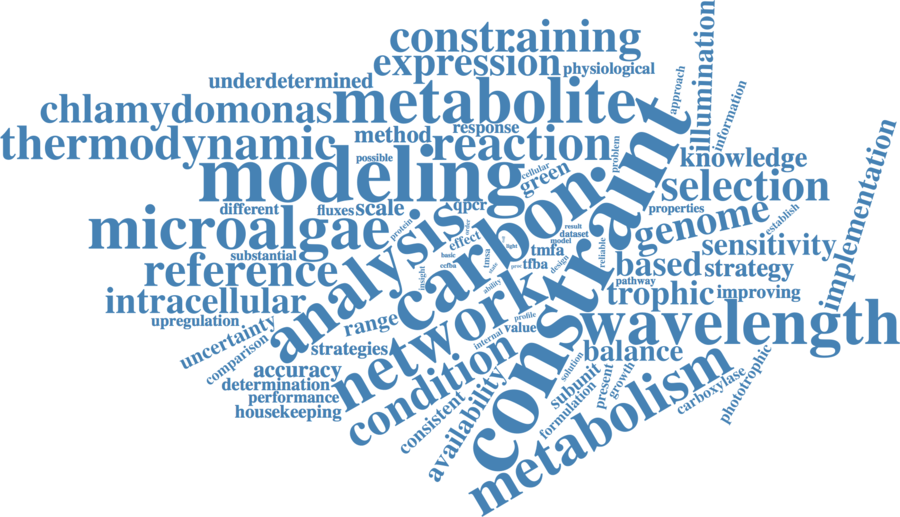 constraining
illumination
expression
physiological
approach
underdetermined
information
chlamydomonas
metabolite
constraint
thermodynamic
method
response
reaction
problem
possible
modeling
cellular
green
knowledge
implementation
selection
different
fluxes
scale
qpcr
carbon
properties
genome
establish
microalgae
analysis
protein
order
effect
result
dataset
model
light
reliable
sensitivity
substantial
basic
ccfba
tmsa
tmfa
tfba
design
based
strategy
reference
insight
state
ability
pathway
intracellular
network
trophic
improving
upregulation
range
profile
value
wavelength
uncertainty
comparison
strategies
internal
condition
balance
accuracy
solution
determination
performance
housekeeping
consistent
availability
subunit
formulation
present
growth
metabolism
carboxylase
phototrophic